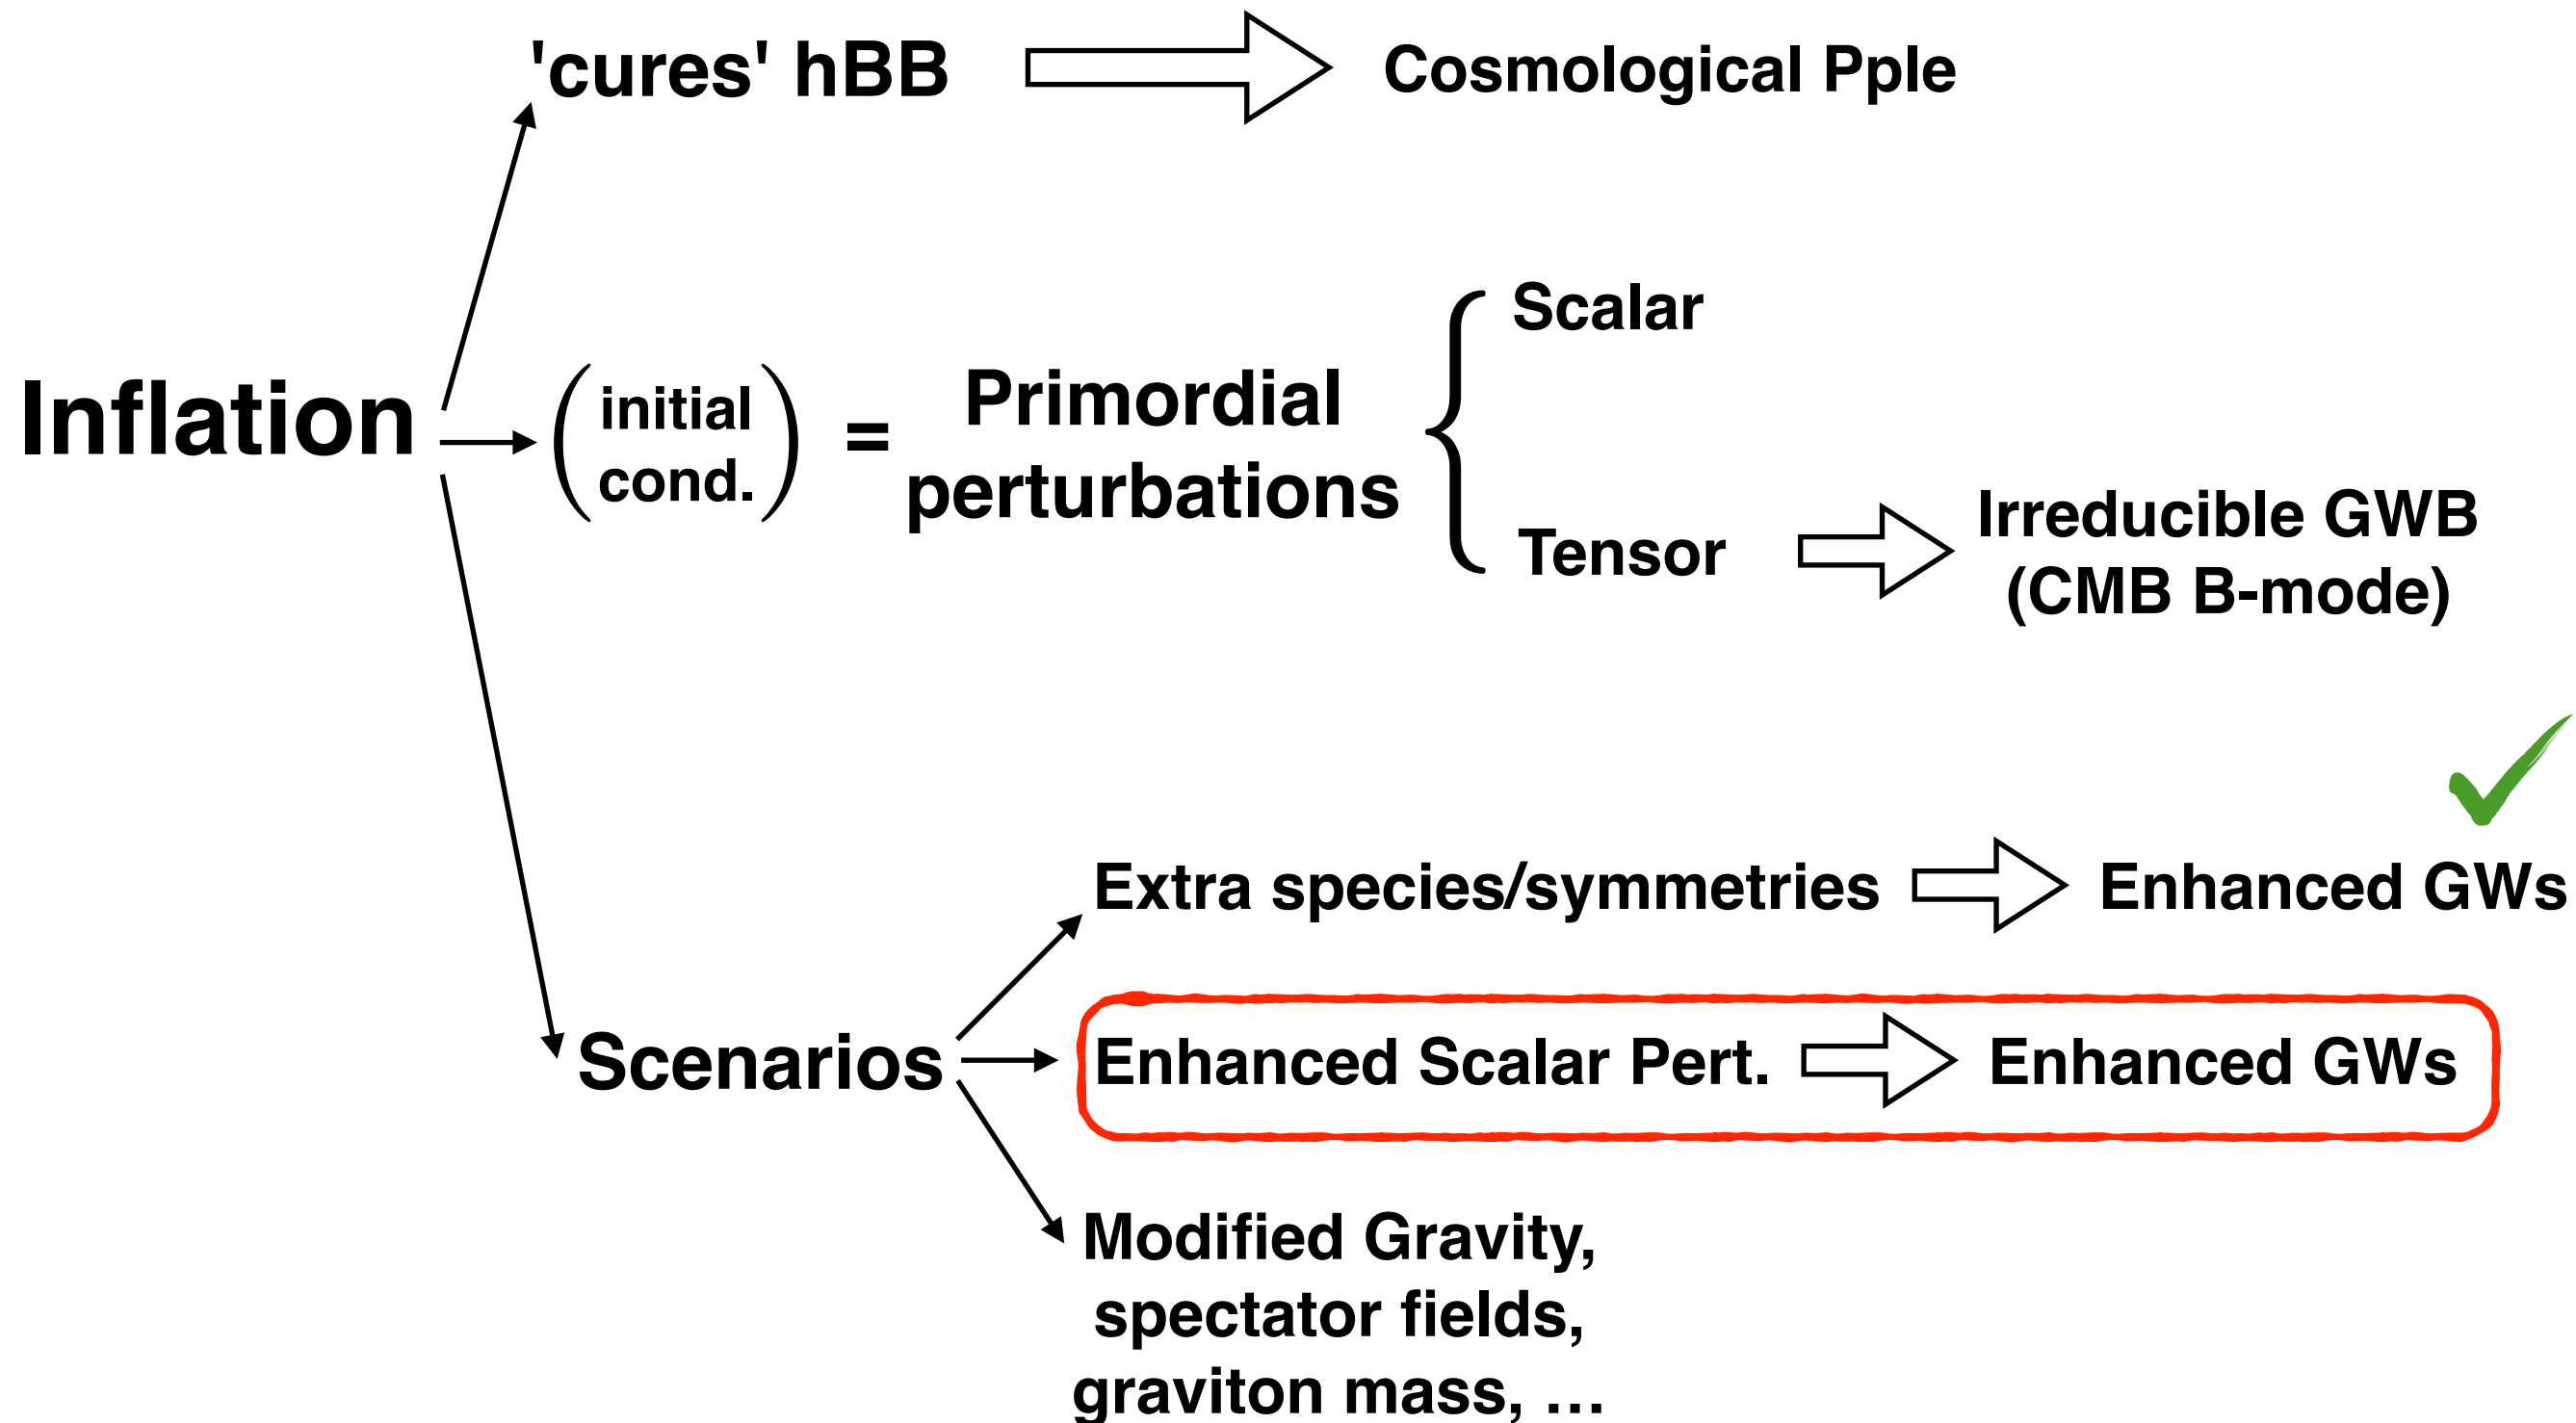 'cures' hBB
Cosmological Pple
Inflation
initial
cond.
=
Primordial
perturbations
Scalar
Tensor
Irreducible GWB
(CMB B-mode)
Extra species/symmetries
Enhanced GWs
Scenarios
Enhanced Scalar Pert.
Enhanced GWs
Modified Gravity,
spectator fields,
graviton mass, …